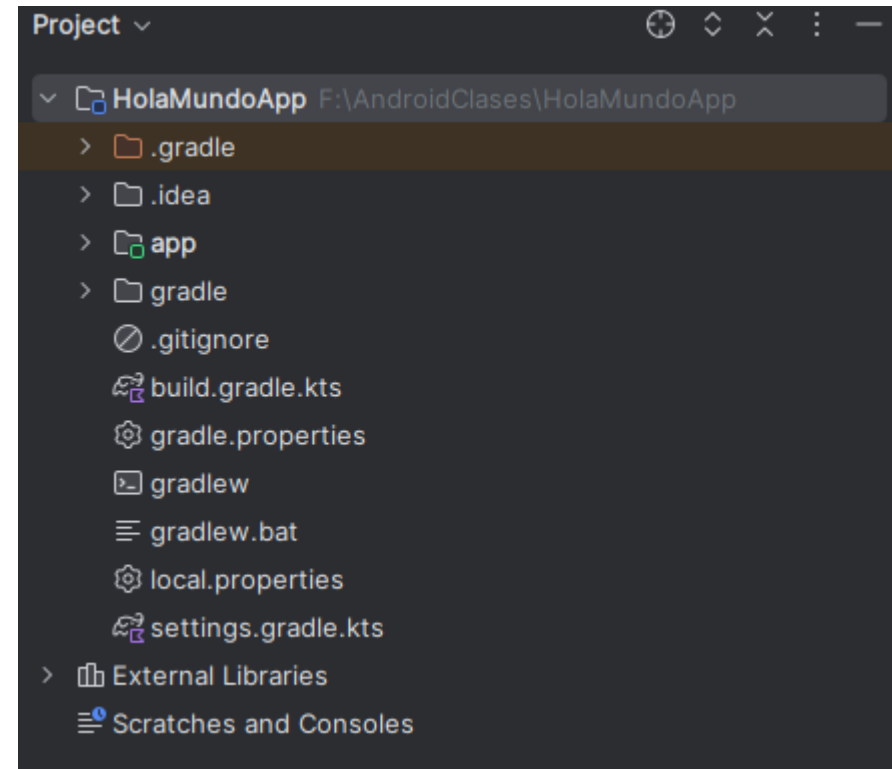 Project
HolaMundoApp F:\AndroidClases\HolaMundoApp
.gradle
.idea
app
gradle
.gitignore
build.gradle.kts
gradle.properties
gradlew
gradlew.bat
local.properties
settings.gradle.kts
External Libraries
Scratches and Consoles